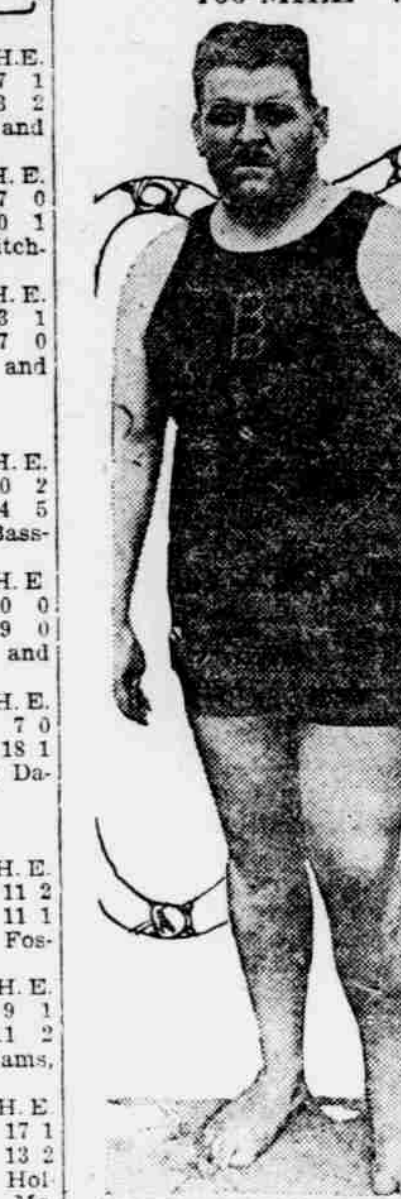 H.E.
7 1
3 2
and
H. E.
7 0
0 1
itch-
H. E.
3 1
7 0
and
H. E.
0 2
4 5
Bass-
H. E
0 0
9 0
and
H. E.
7 0
18 1
Da-
H. E.
11 2
11 1
Fos-
H. E.
9 1
11 2
ams,
H. E.
17 1
13 2
Hol-
B